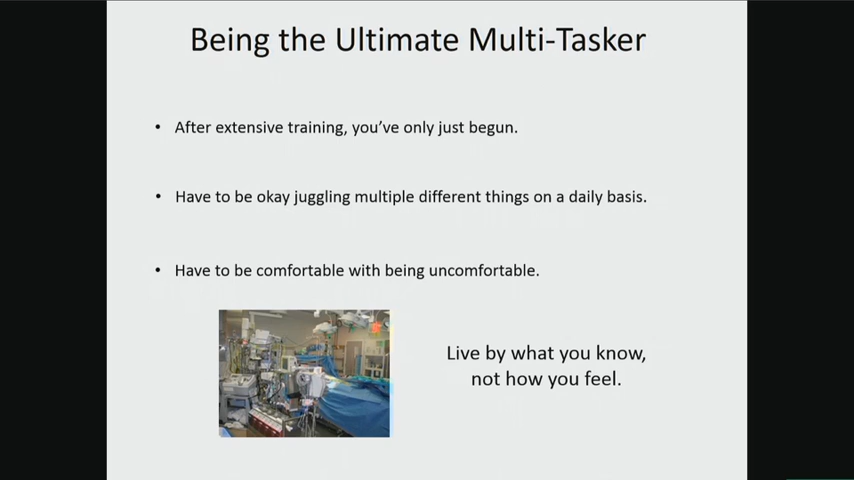 Being the Ultimate Multi-Tasker
• After extensive training, you’ve only just begun.
• Have to be okay juggling multiple different things on a daily basis.
• Have to be comfortable with being uncomfortable.
Live by what you know,
not how you feel.